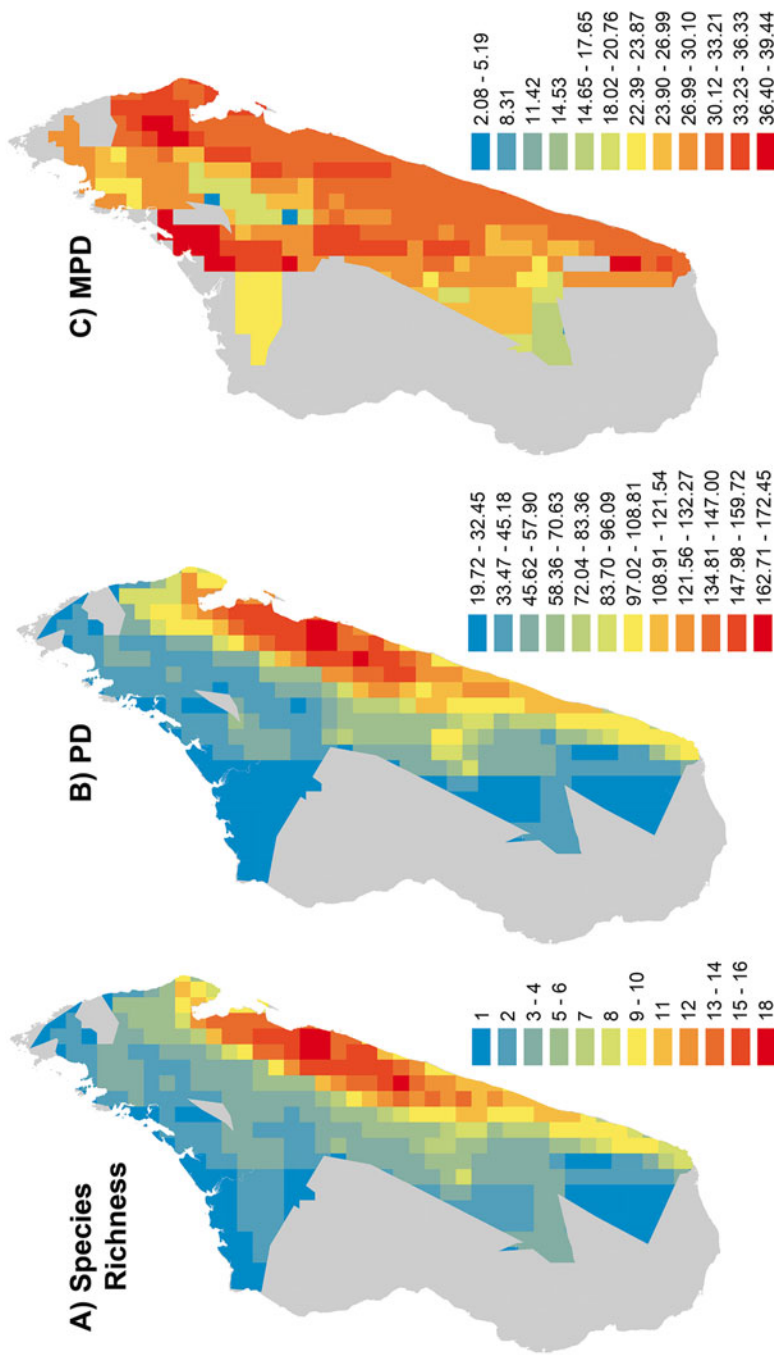 A) Species
Richness
1
2
3 - 4
5 - 6
7
8
9 - 10
11
12
13 - 14
15 - 16
18
B) PD
19.72 - 32.45
33.47 - 45.18
45.62 - 57.90
58.36 - 70.63
72.04 - 83.36
83.70 - 96.09
97.02 - 108.81
108.91 - 121.54
121.56 - 132.27
134.81 - 147.00
147.98 - 159.72
162.71 - 172.45
C) MPD
2.08 - 5.19
8.31
11.42
14.53
14.65 - 17.65
18.02 - 20.76
22.39 - 23.87
23.90 - 26.99
26.99 - 30.10
30.12 - 33.21
33.23 - 36.33
36.40 - 39.44